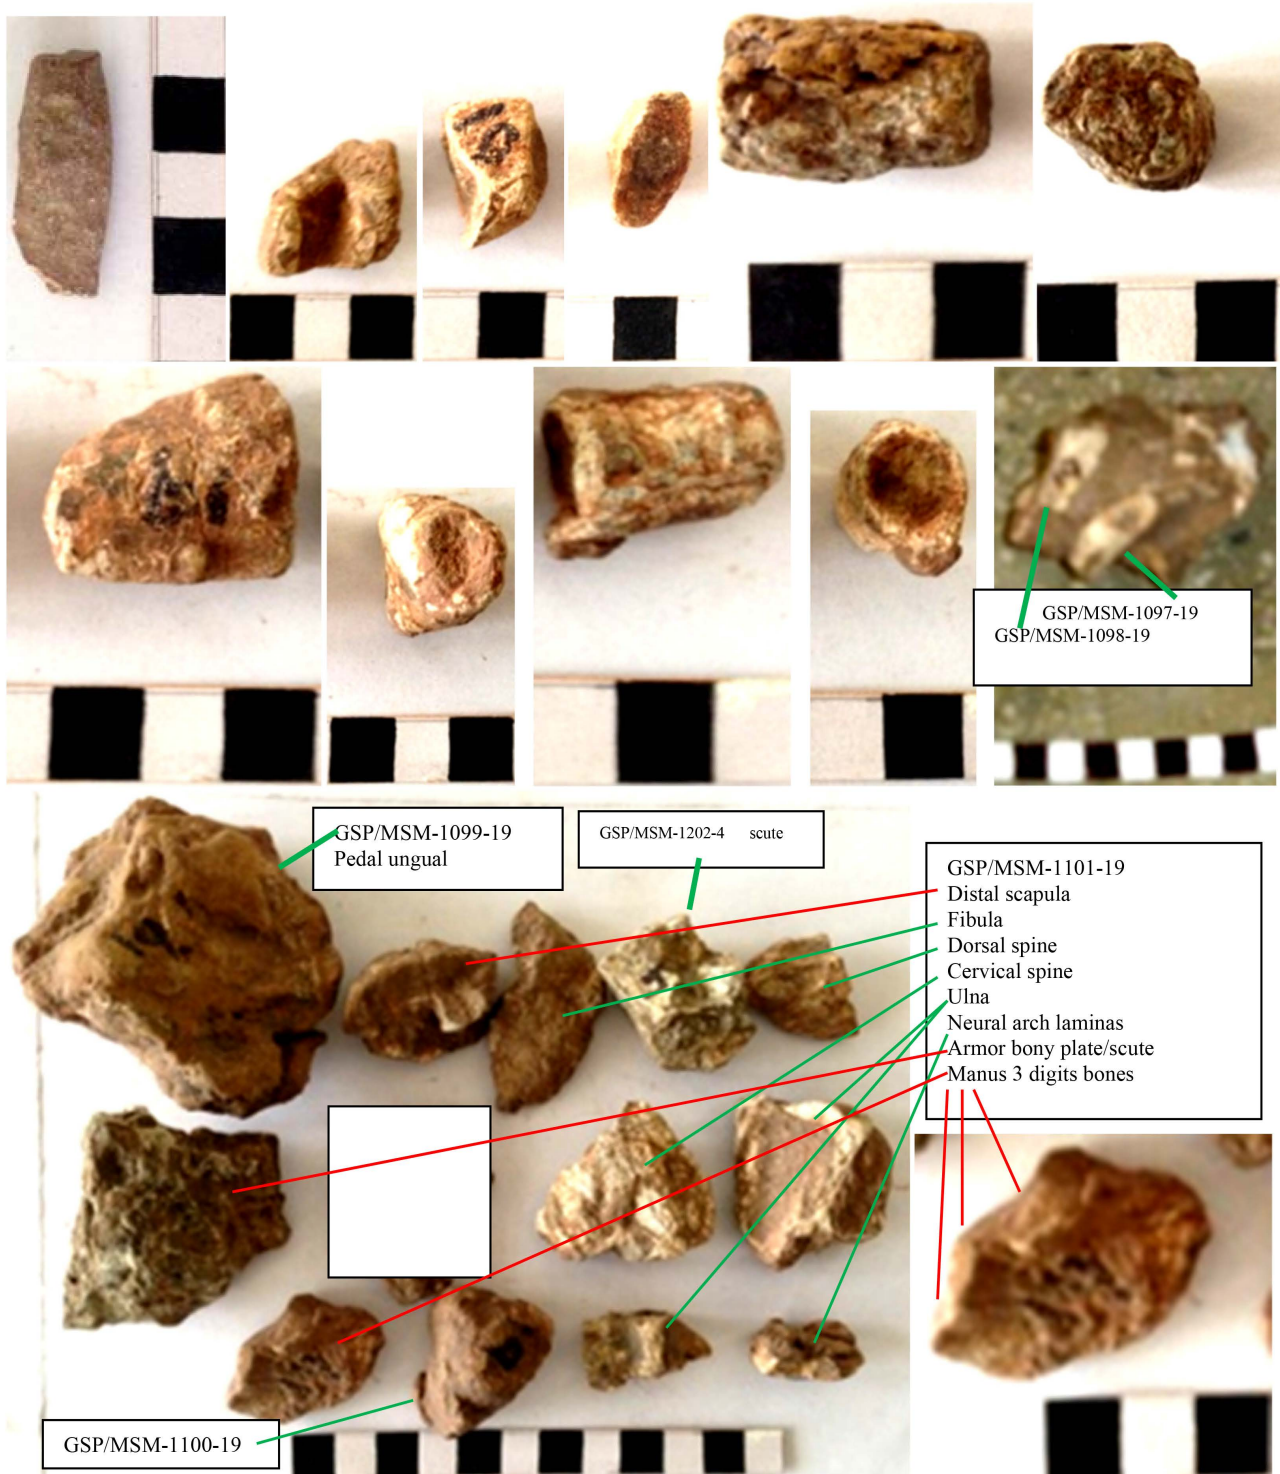 19
GSP/MSM-1097-19
GSP/MSM-1098-19
GSP/MSM-1099-19
Pedal ungual
GSP/MSM-1202-4 scute
GSP/MSM-1101-19
Distal scapula
Fibula
Dorsal spine
Cervical spine
Ulna
Neural arch laminas
Armor bony plate/scute
Manus 3 digits bones
19
GSP/MSM-1100-19